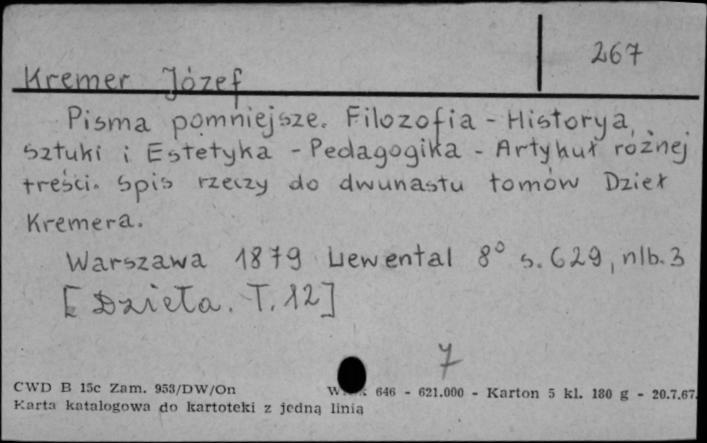 267
Kremer Józef
Pisma pomniejsze. Filozofia - Historya,
sztuki i Estetyka - Pedagogika - Artykuł różnej
treści. Spis rzeczy do dwunastu tomów Dzieł
Kremera.
Warszawa 1879 Lewental 8° s. 629, nlb. 3
[Dzieła. T. 12]
7
CWD B 15c Zam. 953/DW/On 646 - 621.000 - Karton 5 kl. 180 g - 20.7.67.
Karta katalogowa do kartoteki z jedną linią